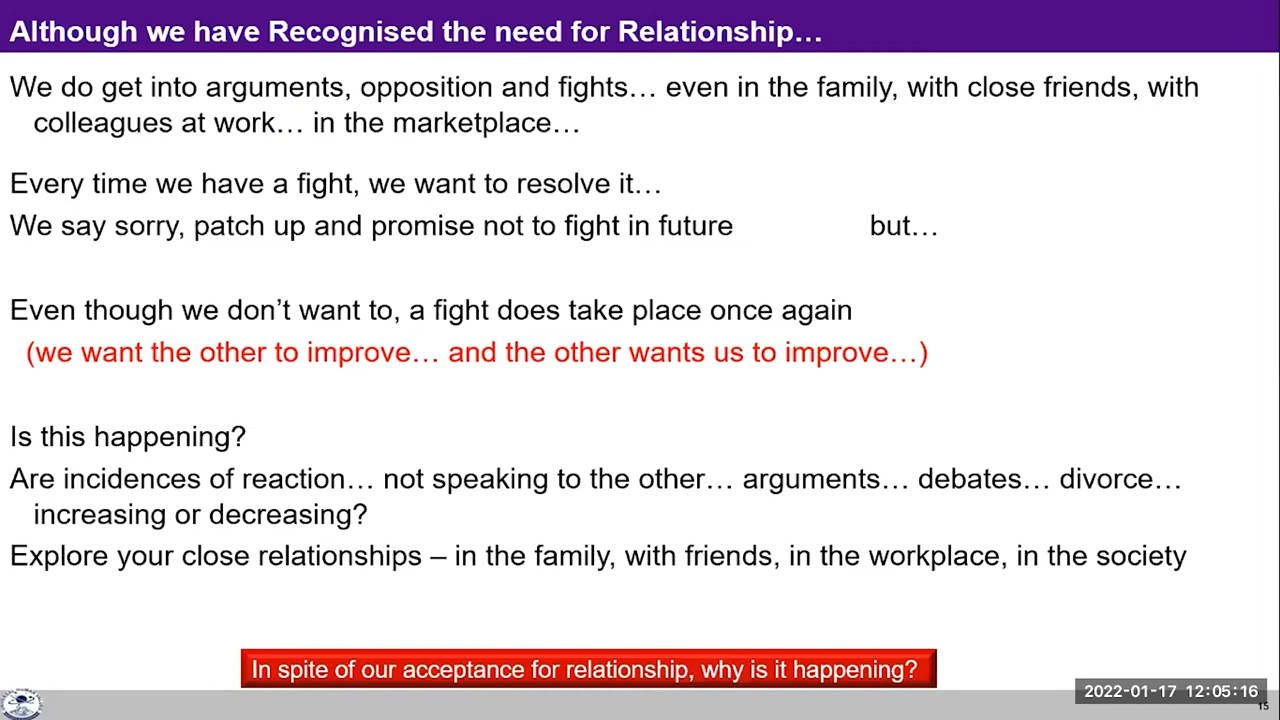 Although we have Recognised the need for Relationship…
We do get into arguments, opposition and fights… even in the family, with close friends, with
colleagues at work… in the marketplace…
Every time we have a fight, we want to resolve it…
We say sorry, patch up and promise not to fight in future but…
Even though we don’t want to, a fight does take place once again
(we want the other to improve… and the other wants us to improve…)
Is this happening?
Are incidences of reaction… not speaking to the other… arguments… debates… divorce…
increasing or decreasing?
Explore your close relationships – in the family, with friends, in the workplace, in the society
In spite of our acceptance for relationship, why is it happening?
2022-01-17 12:05:16
15